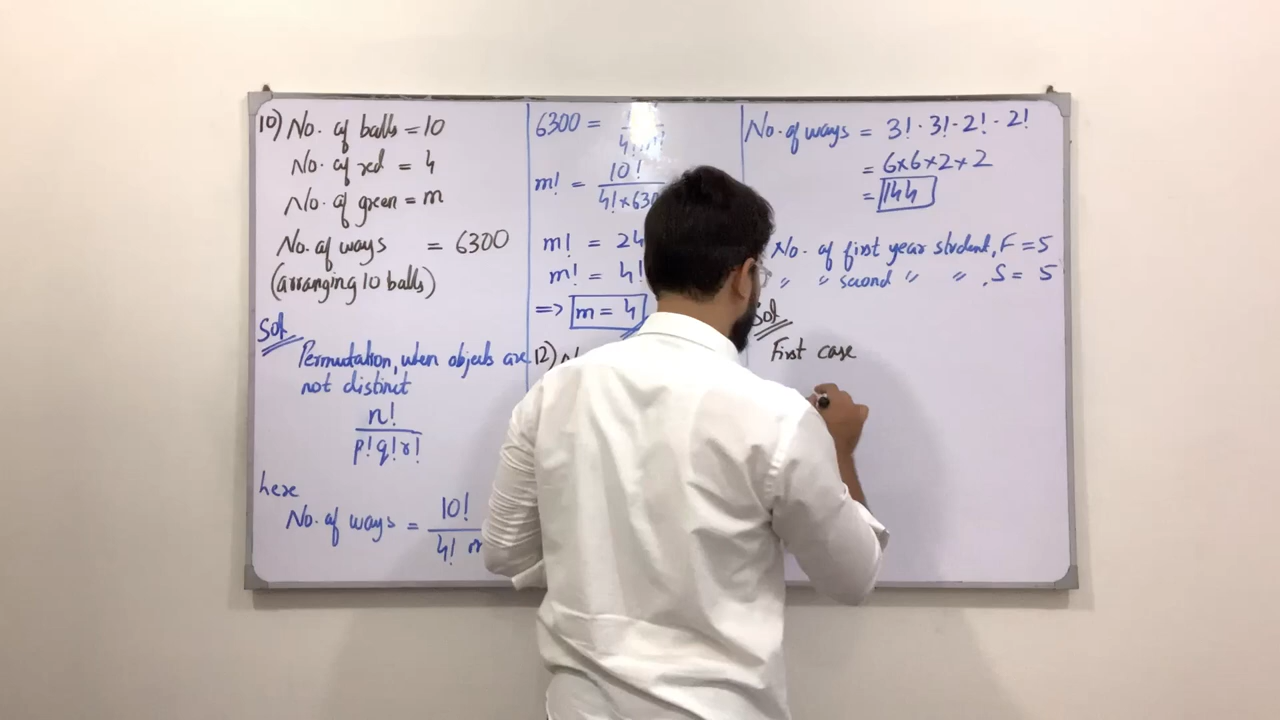 10) No. of balls = 10
No. of red = 4
No. of green = m
No. of ways = 6300
(arranging 10 balls)
Sol
Permutation, when objects are
not distinct
n!
p! q! r!
here
No. of ways = 10!
4!
6300 =
4! m!
m! = 10!
4! × 630
m! = 24
m! = 4!
=> m = 4
12)
No. of ways = 3! · 3! · 2! · 2!
= 6×6×2×2
= 144
No. of first year student, F = 5
" " second " " , S = 5
Sol
First case